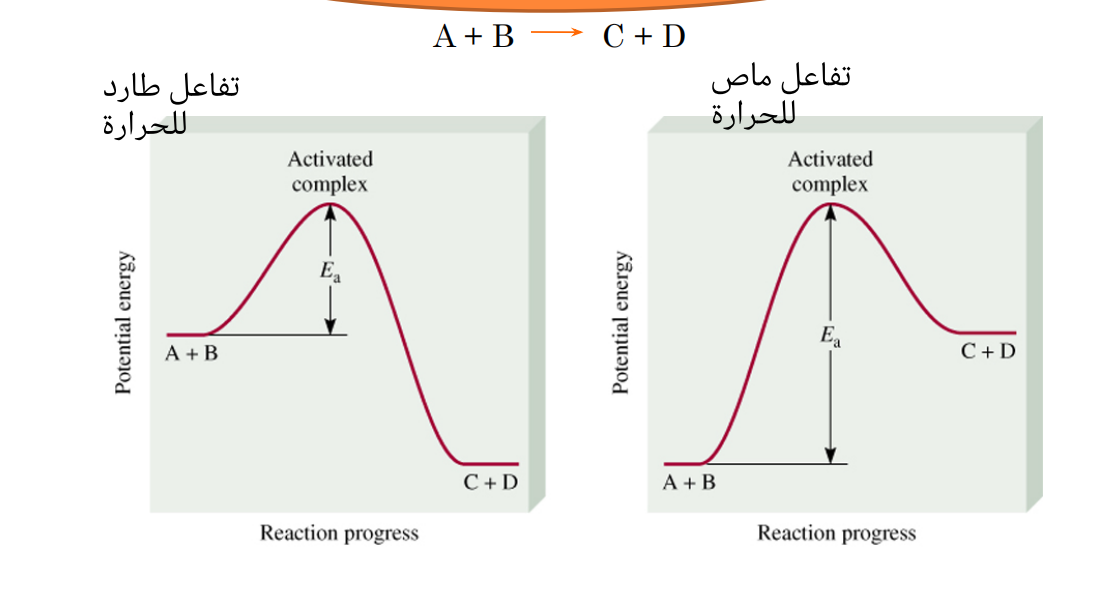 A + B → C + D
تفاعل طارد
للحرارة
Activated
complex
Potential energy
Eₐ
A + B
C + D
Reaction progress
تفاعل ماص
للحرارة
Activated
complex
Potential energy
Eₐ
A + B
C + D
Reaction progress